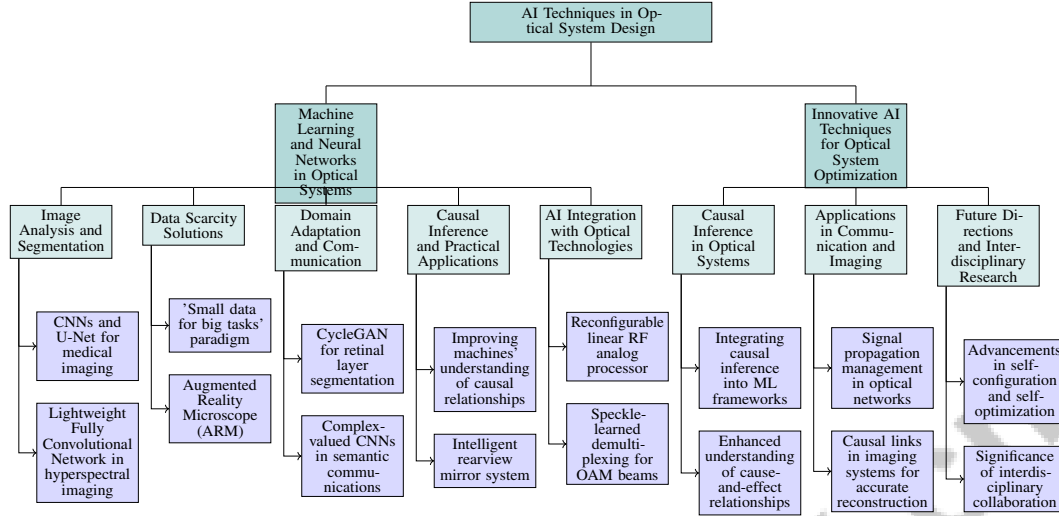 AI Techniques in Op-
tical System Design
Machine
Learning
and Neural
Networks
in Optical
Systems
Innovative AI
Techniques
for Optical
System
Optimization
Image
Analysis and
Segmentation
Data Scarcity
Solutions
Domain
Adaptation
and Com-
munication
Causal
Inference
and Practical
Applications
AI Integration
with Optical
Technologies
Causal
Inference
in Optical
Systems
Applications
in Commu-
nication and
Imaging
Future Di-
rections
and Inter-
disciplinary
Research
CNNs and
U-Net for
medical
imaging
Lightweight Fully
Convolutional
Network in
hyperspectral
imaging
'Small data
for big tasks'
paradigm
Augmented
Reality
Microscope
(ARM)
CycleGAN
for retinal
layer
segmentation
Complex-
valued CNNs
in semantic
commu-
nications
Improving
machines'
understanding
of causal
relationships
Intelligent
rearview
mirror system
Reconfigurable
linear RF
analog
processor
Speckle-
learned
demulti-
plexing for
OAM beams
Integrating
causal
inference
into ML
frameworks
Enhanced
understanding
of cause-
and-effect
relationships
Signal
propagation
management
in optical
networks
Causal links
in imaging
systems for
accurate
reconstruction
Advancements
in self-
configuration
and self-
optimization
Significance
of interdis-
ciplinary
collaboration